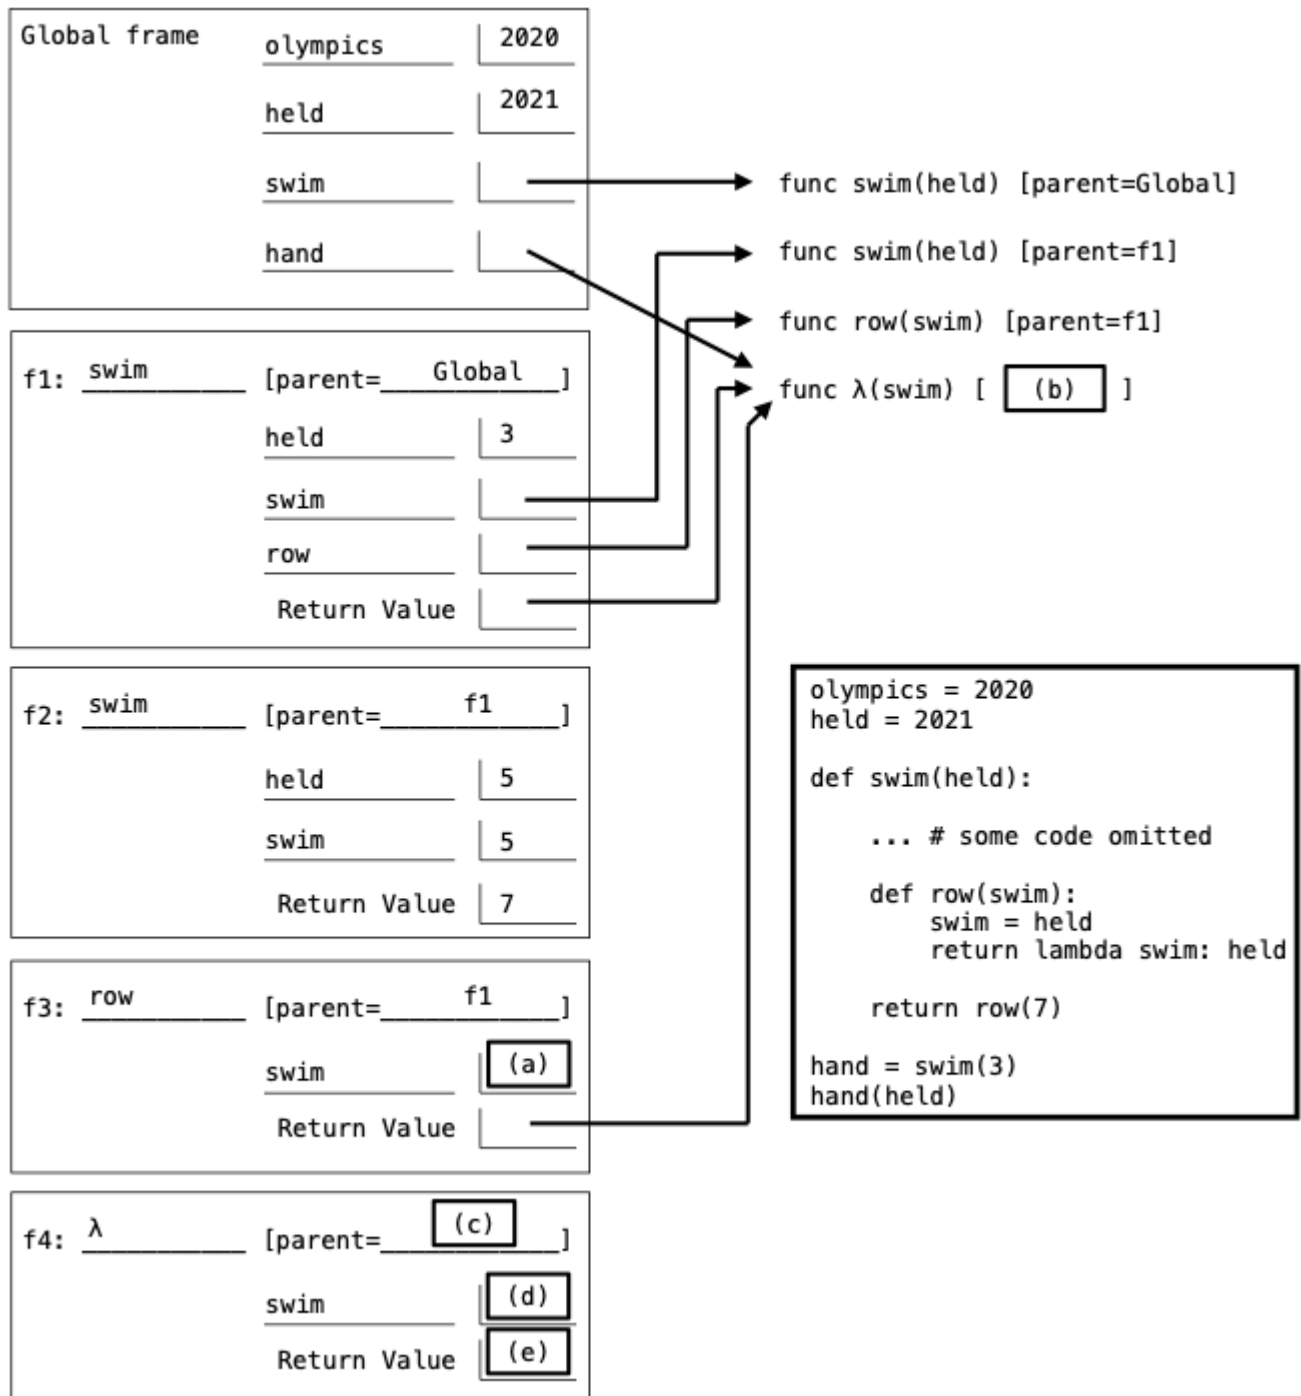 Global frame
olympics 2020
held 2021
swim
hand
func swim(held) [parent=Global]
func swim(held) [parent=f1]
func row(swim) [parent=f1]
func λ(swim) [ (b) ]
f1: swim [parent=Global]
held 3
swim
row
Return Value
f2: swim [parent=f1]
held 5
swim 5
Return Value 7
f3: row [parent=f1]
swim (a)
Return Value
f4: λ [parent=(c)]
swim (d)
Return Value (e)
olympics = 2020
held = 2021
def swim(held):
... # some code omitted
def row(swim):
swim = held
return lambda swim: held
return row(7)
hand = swim(3)
hand(held)